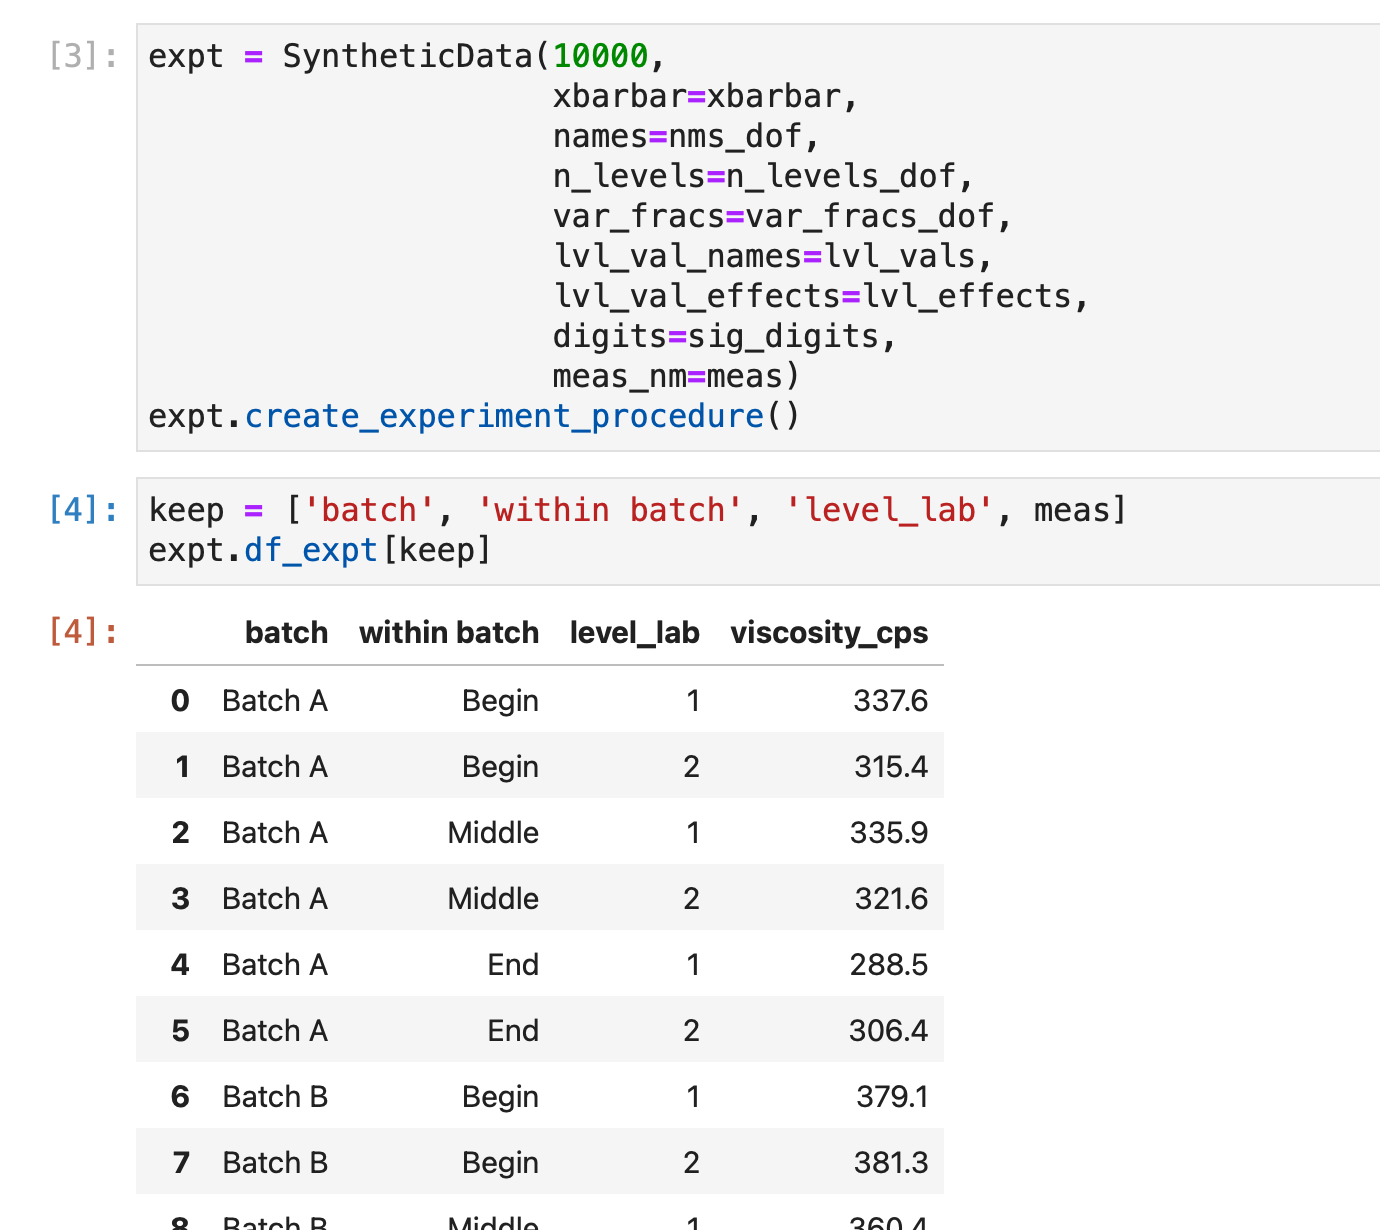 [3]: expt = SyntheticData(10000,
xbarbar=xbarbar,
names=nms_dof,
n_levels=n_levels_dof,
var_fracs=var_fracs_dof,
lvl_val_names=lvl_vals,
lvl_val_effects=lvl_effects,
digits=sig_digits,
meas_nm=meas)
expt.create_experiment_procedure()
[4]: keep = ['batch', 'within batch', 'level_lab', meas]
expt.df_expt[keep]
[4]: batch within batch level_lab viscosity_cps
0 Batch A Begin 1 337.6
1 Batch A Begin 2 315.4
2 Batch A Middle 1 335.9
3 Batch A Middle 2 321.6
4 Batch A End 1 288.5
5 Batch A End 2 306.4
6 Batch B Begin 1 379.1
7 Batch B Begin 2 381.3
8 Batch B Middle 1 360.4